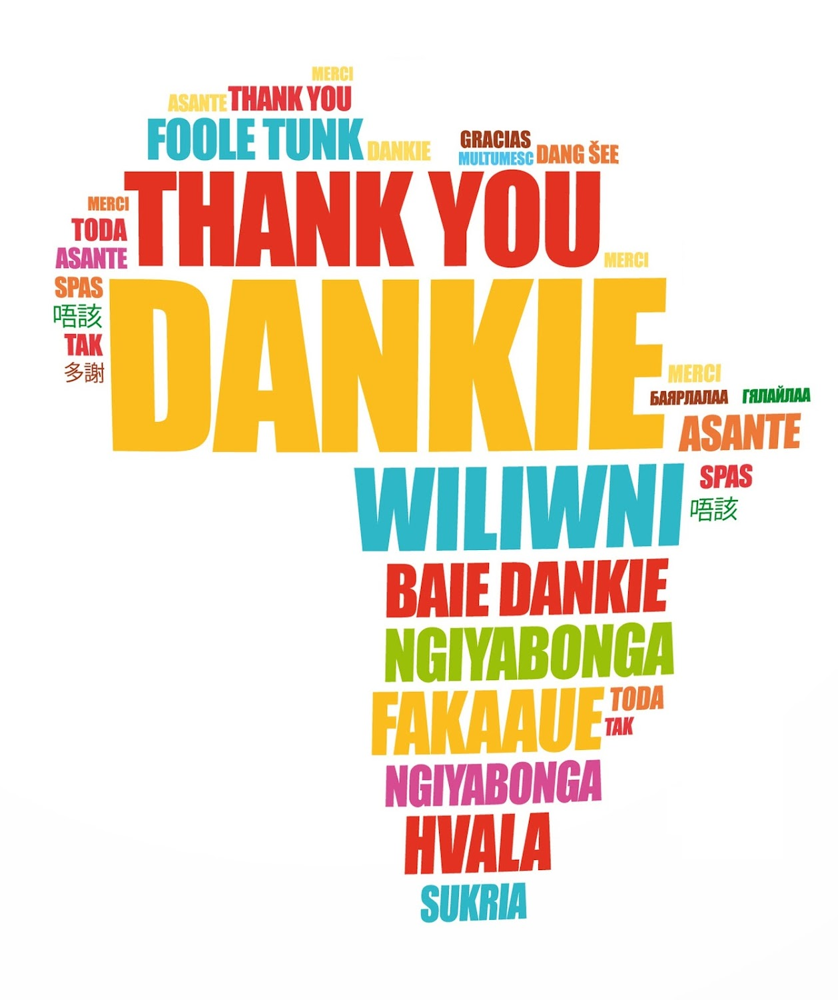 MERCI
ASANTE THANK YOU
FOOLE TUNK DANKIE
GRACIAS
MULTUMESC DANG ŠEE
MERCI THANK YOU
TODA
ASANTE
MERCI
SPAS
唔該
TAK
多謝
DANKIE
MERCI
БАЯРЛАЛАА ГЯЛАЙЛАА
ASANTE
WILIWNI
SPAS
唔該
BAIE DANKIE
NGIYABONGA
FAKAAUE TODA
TAK
NGIYABONGA
HVALA
SUKRIA